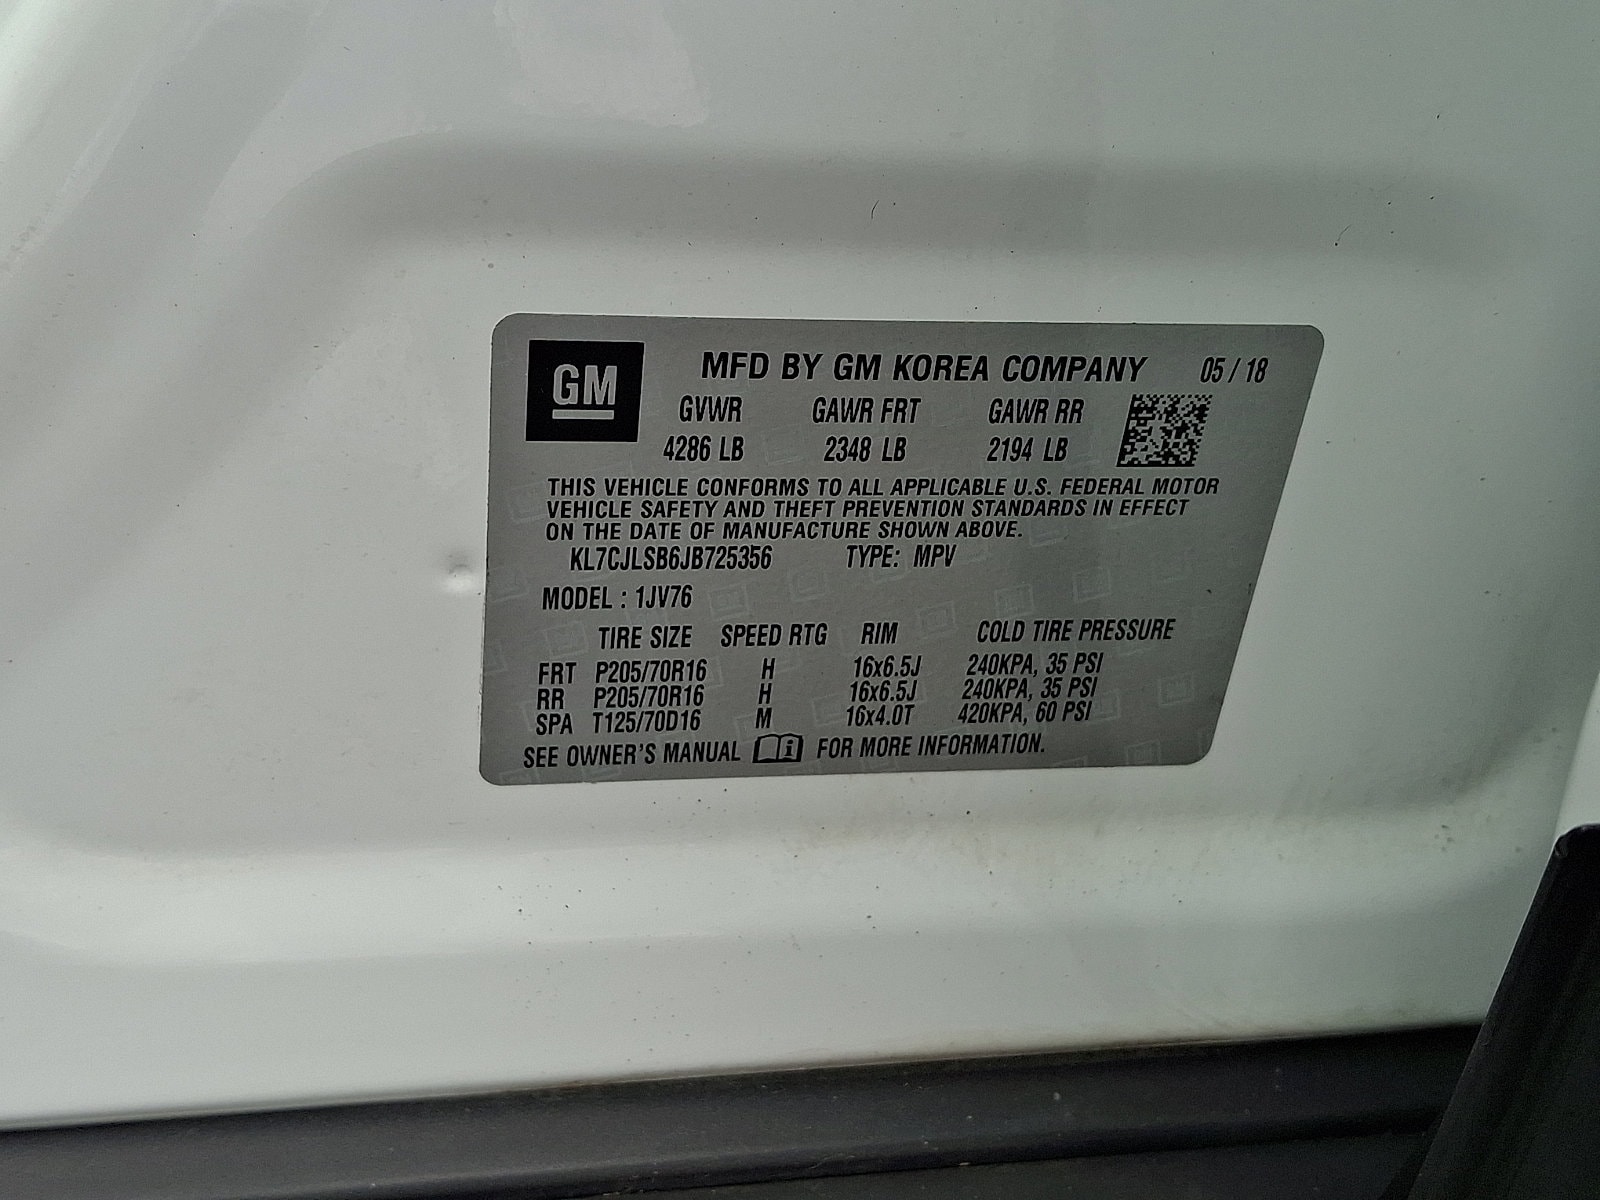 GM
MFD BY GM KOREA COMPANY 05 / 18
GVWR GAWR FRT GAWR RR
4286 LB 2348 LB 2194 LB
THIS VEHICLE CONFORMS TO ALL APPLICABLE U.S. FEDERAL MOTOR
VEHICLE SAFETY AND THEFT PREVENTION STANDARDS IN EFFECT
ON THE DATE OF MANUFACTURE SHOWN ABOVE.
KL7CJLSB6JB725356 TYPE: MPV
MODEL : 1JV76
TIRE SIZE SPEED RTG RIM COLD TIRE PRESSURE
FRT P205/70R16 H 16x6.5J 240KPA, 35 PSI
RR P205/70R16 H 16x6.5J 240KPA, 35 PSI
SPA T125/70D16 M 16x4.0T 420KPA, 60 PSI
SEE OWNER'S MANUAL i FOR MORE INFORMATION.